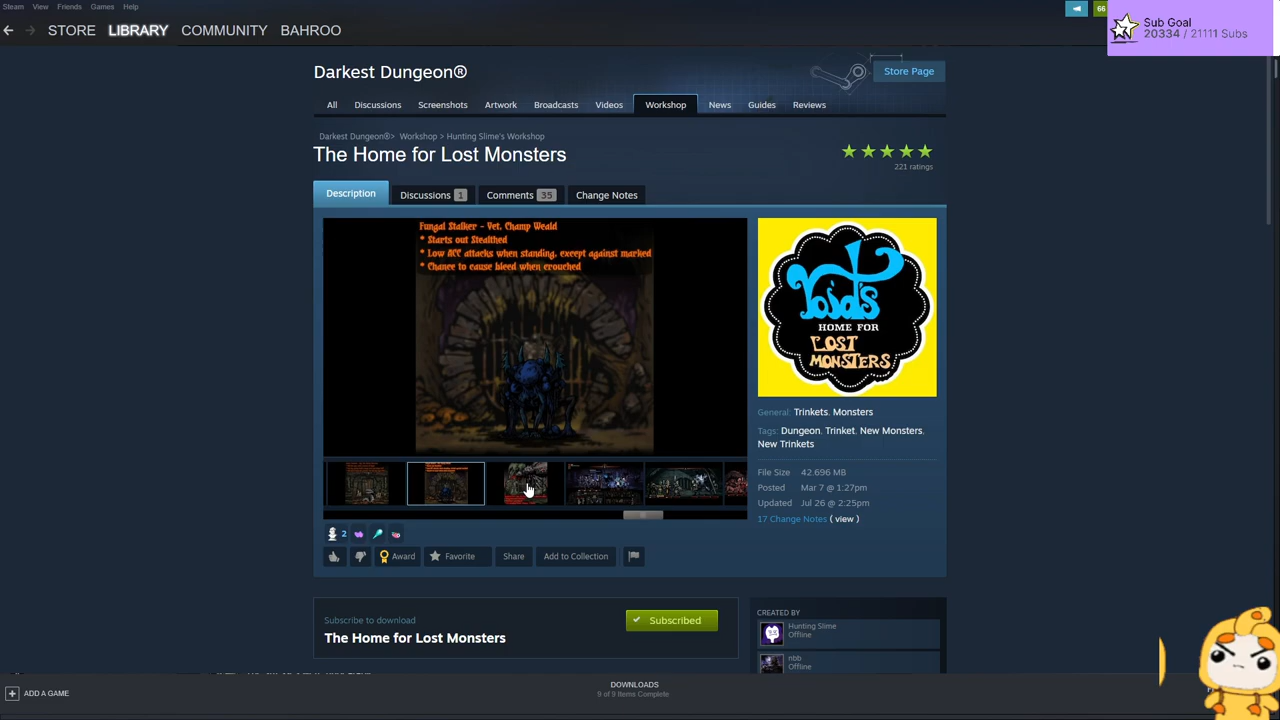 Steam View Friends Games Help
66
Sub Goal
20334 / 21111 Subs
STORE LIBRARY COMMUNITY BAHROO
Darkest Dungeon®
Store Page
All Discussions Screenshots Artwork Broadcasts Videos Workshop News Guides Reviews
Darkest Dungeon® > Workshop > Hunting Slime's Workshop
The Home for Lost Monsters
221 ratings
Description Discussions 1 Comments 35 Change Notes
Fungal Stalker - Vet, Champ Weald
* Starts out Stealthed
* Low ACC attacks when standing, except against marked
* Chance to cause bleed when crouched
HOME FOR
LOST
MONSTERS
General: Trinkets, Monsters
Tags: Dungeon, Trinket, New Monsters,
New Trinkets
File Size 42.696 MB
Posted Mar 7 @ 1:27pm
Updated Jul 26 @ 2:25pm
17 Change Notes ( view )
2
Award Favorite Share Add to Collection
Subscribe to download
The Home for Lost Monsters
Subscribed
CREATED BY
Hunting Slime
Offline
nbb
Offline
ADD A GAME
DOWNLOADS
9 of 9 Items Complete